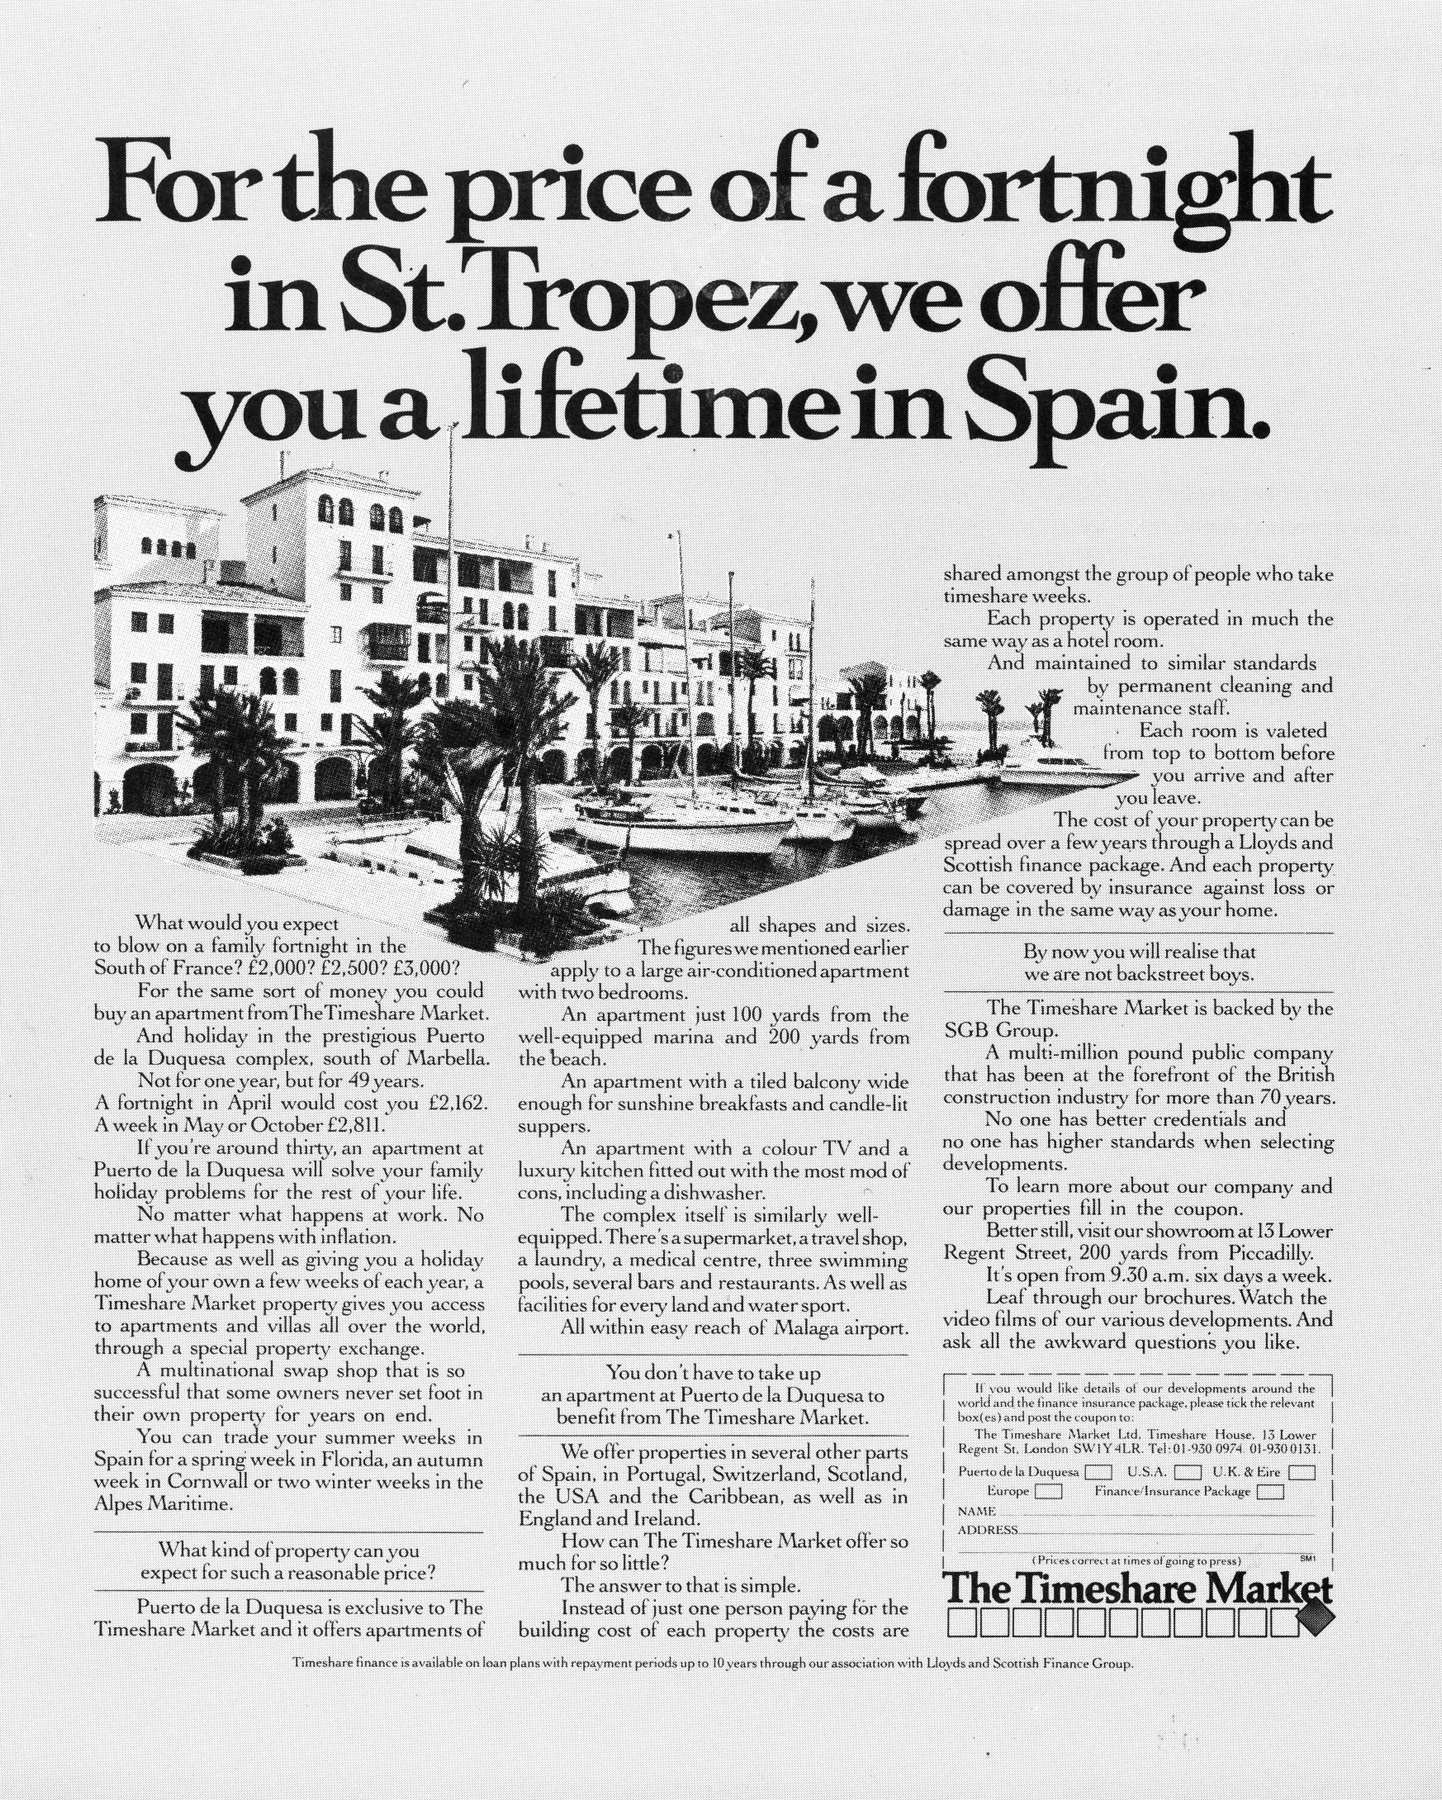 For the price of a fortnight
in St. Tropez, we offer
you a lifetime in Spain.
What would you expect
to blow on a family fortnight in the
South of France? £2,000? £2,500? £3,000?
For the same sort of money you could
buy an apartment from The Timeshare Market.
And holiday in the prestigious Puerto
de la Duquesa complex, south of Marbella.
Not for one year, but for 49 years.
A fortnight in April would cost you £2,162.
A week in May or October £2,811.
If you're around thirty, an apartment at
Puerto de la Duquesa will solve your family
holiday problems for the rest of your life.
No matter what happens at work. No
matter what happens with inflation.
Because as well as giving you a holiday
home of your own a few weeks of each year, a
Timeshare Market property gives you access
to apartments and villas all over the world,
through a special property exchange.
A multinational swap shop that is so
successful that some owners never set foot in
their own property for years on end.
You can trade your summer weeks in
Spain for a spring week in Florida, an autumn
week in Cornwall or two winter weeks in the
Alpes Maritime.
What kind of property can you
expect for such a reasonable price?
Puerto de la Duquesa is exclusive to The
Timeshare Market and it offers apartments of
all shapes and sizes.
The figures we mentioned earlier
apply to a large air-conditioned apartment
with two bedrooms.
An apartment just 100 yards from the
well-equipped marina and 200 yards from
the beach.
An apartment with a tiled balcony wide
enough for sunshine breakfasts and candle-lit
suppers.
An apartment with a colour TV and a
luxury kitchen fitted out with the most mod of
cons, including a dishwasher.
The complex itself is similarly well-
equipped. There's a supermarket, a travel shop,
a laundry, a medical centre, three swimming
pools, several bars and restaurants. As well as
facilities for every land and water sport.
All within easy reach of Malaga airport.
You don't have to take up
an apartment at Puerto de la Duquesa to
benefit from The Timeshare Market.
We offer properties in several other parts
of Spain, in Portugal, Switzerland, Scotland,
the USA and the Caribbean, as well as in
England and Ireland.
How can The Timeshare Market offer so
much for so little?
The answer to that is simple.
Instead of just one person paying for the
building cost of each property the costs are
shared amongst the group of people who take
timeshare weeks.
Each property is operated in much the
same way as a hotel room.
And maintained to similar standards
by permanent cleaning and
maintenance staff.
Each room is valeted
from top to bottom before
you arrive and after
you leave.
The cost of your property can be
spread over a few years through a Lloyds and
Scottish finance package. And each property
can be covered by insurance against loss or
damage in the same way as your home.
By now you will realise that
we are not backstreet boys.
The Timeshare Market is backed by the
SGB Group.
A multi-million pound public company
that has been at the forefront of the British
construction industry for more than 70 years.
No one has better credentials and
no one has higher standards when selecting
developments.
To learn more about our company and
our properties fill in the coupon.
Better still, visit our showroom at 13 Lower
Regent Street, 200 yards from Piccadilly.
It's open from 9.30 a.m. six days a week.
Leaf through our brochures. Watch the
video films of our various developments. And
ask all the awkward questions you like.
If you would like details of our developments around the
world and the finance insurance package, please tick the relevant
box(es) and post the coupon to:
The Timeshare Market Ltd, Timeshare House, 13 Lower
Regent St, London SW1Y 4LR. Tel: 01-930 0974 01-930 0131.
Puerto de la Duquesa U.S.A. U.K. & Eire
Europe Finance/Insurance Package
NAME
ADDRESS
(Prices correct at times of going to press) SM1
The Timeshare Market
Timeshare finance is available on loan plans with repayment periods up to 10 years through our association with Lloyds and Scottish Finance Group.